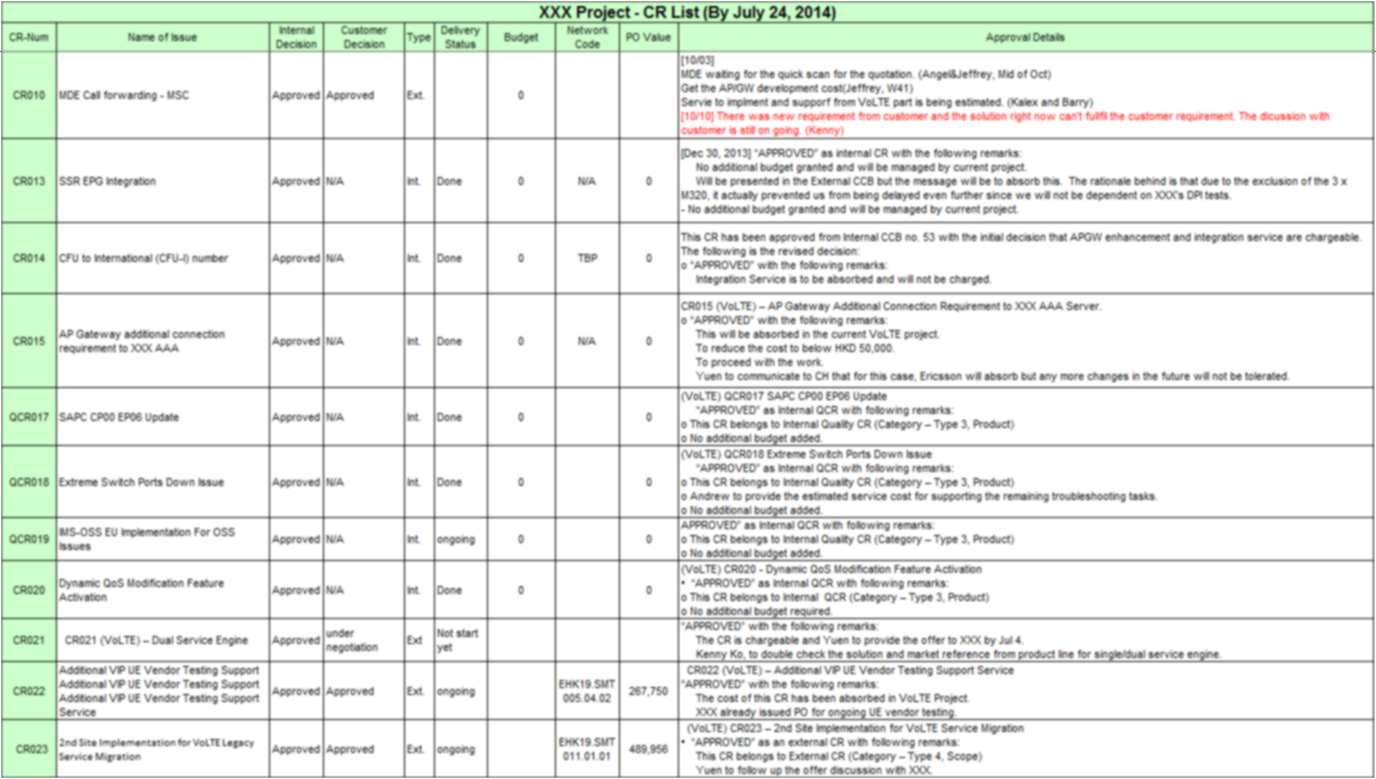 XXX Project - CR List (By July 24, 2014)
CR-Num Name of Issue Internal Decision Customer Decision Type Delivery Status Budget Network Code PO Value Approval Details
CR010 MDE Call forwarding - MSC Approved Approved Ext. 0
[10/03]
MDE waiting for the quick scan for the quotation. (Angel&Jeffrey, Mid of Oct)
Get the AP/GW development cost(Jeffrey, W41)
Servie to implment and support from VoLTE part is being estimated. (Kalex and Barry)
[10/10] There was new requirement from customer and the solution right now can't fullfil the customer requirement. The dicussion with
customer is still on going. (Kenny)
CR013 SSR EPG Integration Approved N/A Int. Done 0 N/A 0
[Dec 30, 2013] "APPROVED" as internal CR with the following remarks:
No additional budget granted and will be managed by current project.
Will be presented in the External CCB but the message will be to absorb this. The rationale behind is that due to the exclusion of the 3 x
M320, it actually prevented us from being delayed even further since we will not be dependent on XXX's DPI tests.
- No additional budget granted and will be managed by current project.
CR014 CFU to International (CFU-I) number Approved N/A Int. Done 0 TBP 0
This CR has been approved from Internal CCB no. 53 with the initial decision that APGW enhancement and integration service are chargeable.
The following is the revised decision:
o "APPROVED" with the following remarks:
Integration Service is to be absorbed and will not be charged.
CR015 AP Gateway additional connection
requirement to XXX AAA Approved N/A Int. Done 0 N/A 0
CR015 (VoLTE) – AP Gateway Additional Connection Requirement to XXX AAA Server.
o "APPROVED" with the following remarks:
This will be absorbed in the current VoLTE project.
To reduce the cost to below HKD 50,000.
To proceed with the work.
Yuen to communicate to CH that for this case, Ericsson will absorb but any more changes in the future will not be tolerated.
QCR017 SAPC CP00 EP06 Update Approved N/A Int. Done 0 0
(VoLTE) QCR017 SAPC CP00 EP06 Update
"APPROVED" as Internal QCR with following remarks:
o This CR belongs to Internal Quality CR (Category – Type 3, Product)
o No additional budget added.
QCR018 Extreme Switch Ports Down Issue Approved N/A Int. Done 0 0
(VoLTE) QCR018 Extreme Switch Ports Down Issue
"APPROVED" as Internal QCR with following remarks:
o This CR belongs to Internal Quality CR (Category – Type 3, Product)
o Andrew to provide the estimated service cost for supporting the remaining troubleshooting tasks.
o No additional budget added.
QCR019 IMS-OSS EU Implementation For OSS
Issues Approved N/A Int. ongoing 0 0
APPROVED" as Internal QCR with following remarks:
o This CR belongs to Internal Quality CR (Category – Type 3, Product)
o No additional budget added.
CR020 Dynamic QoS Modification Feature
Activation Approved N/A Int. Done 0 0
(VoLTE) CR020 - Dynamic QoS Modification Feature Activation
• "APPROVED" as Internal QCR with following remarks:
o This CR belongs to Internal QCR (Category – Type 3, Product)
o No additional budget required.
CR021 CR021 (VoLTE) – Dual Service Engine Approved under negotiation Ext Not start yet
"APPROVED" with the following remarks:
The CR is chargeable and Yuen to provide the offer to XXX by Jul 4.
Kenny Ko, to double check the solution and market reference from product line for single/dual service engine.
CR022 Additional VIP UE Vendor Testing Support
Additional VIP UE Vendor Testing Support
Additional VIP UE Vendor Testing Support
Service Approved Approved Ext. ongoing EHK19.SMT 005.04.02 267,750
CR022 (VoLTE) – Additional VIP UE Vendor Testing Support Service
"APPROVED" with the following remarks:
The cost of this CR has been absorbed in VoLTE Project.
XXX already issued PO for ongoing UE vendor testing.
CR023 2nd Site Implementation for VoLTE Legacy
Service Migration Approved Approved Ext. ongoing EHK19.SMT 011.01.01 489,956
(VoLTE) CR023 – 2nd Site Implementation for VoLTE Service Migration
• "APPROVED" as an external CR with following remarks:
This CR belongs to External CR (Category – Type 4, Scope)
Yuen to follow up the offer discussion with XXX.